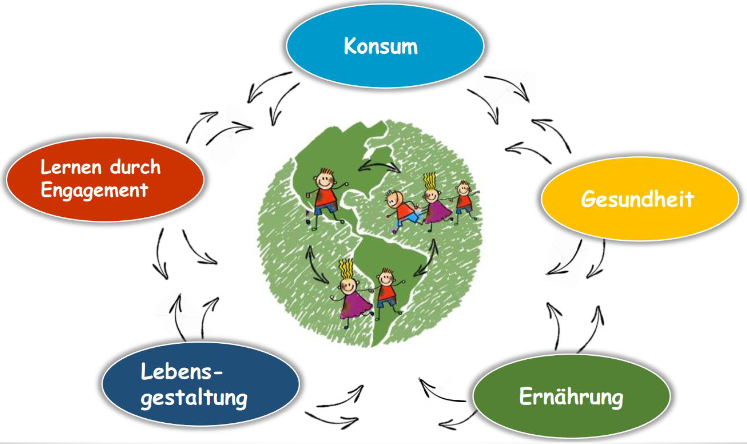 Konsum
Lernen durch
Engagement
Gesundheit
Lebens-
gestaltung
Ernährung